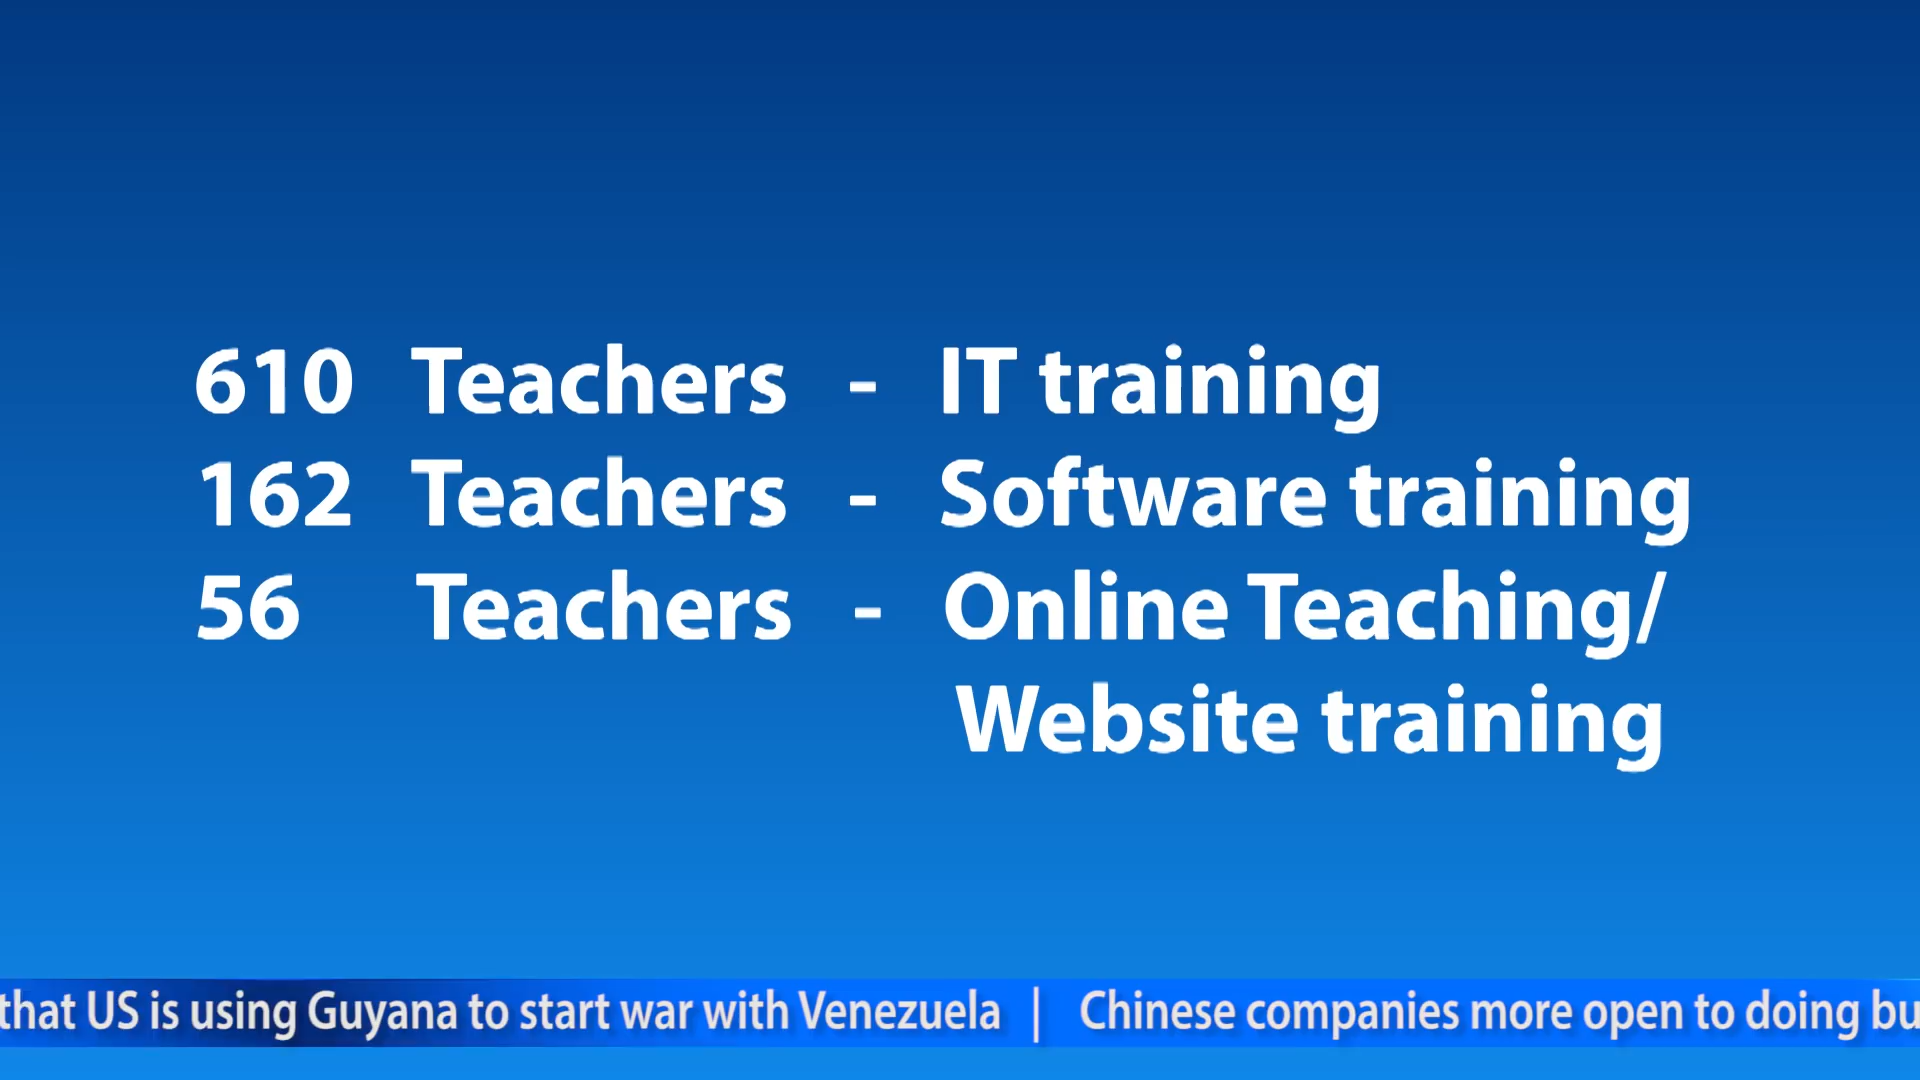 610 Teachers - IT training
162 Teachers - Software training
56 Teachers - Online Teaching/
Website training
that US is using Guyana to start war with Venezuela | Chinese companies more open to doing